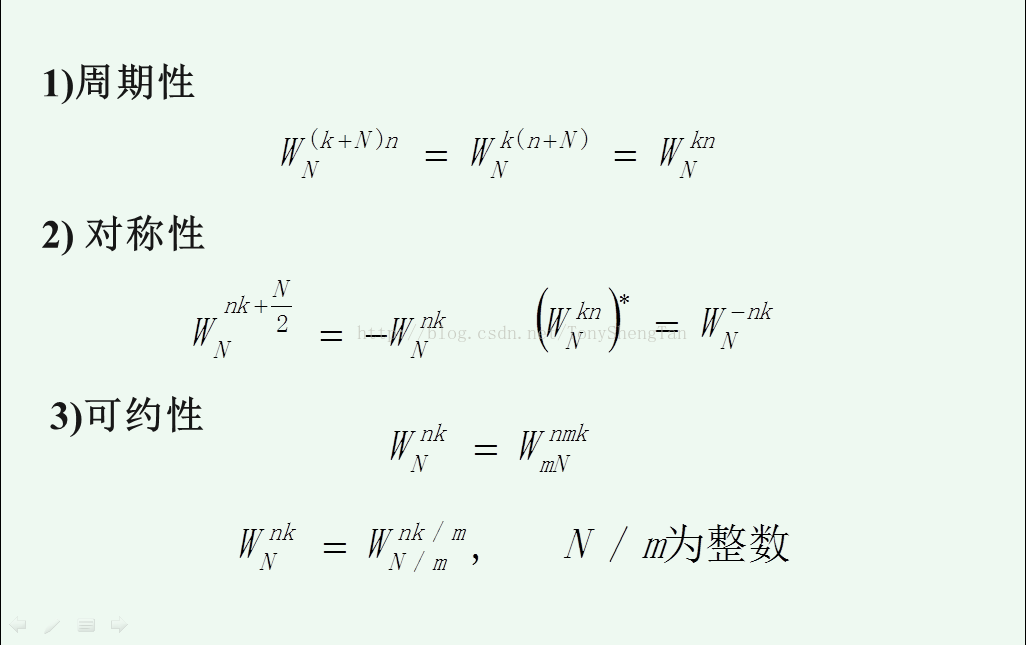 1)周期性
W_N^{(k+N)n} = W_N^{k(n+N)} = W_N^{kn}
2) 对称性
W_N^{nk+\frac{N}{2}} = -W_N^{nk} (W_N^{kn})^* = W_N^{-nk}
http://blog.csdn.net/TonyShengTan
3)可约性
W_N^{nk} = W_{mN}^{nmk}
W_N^{nk} = W_{N/m}^{nk/m}, N/m为整数